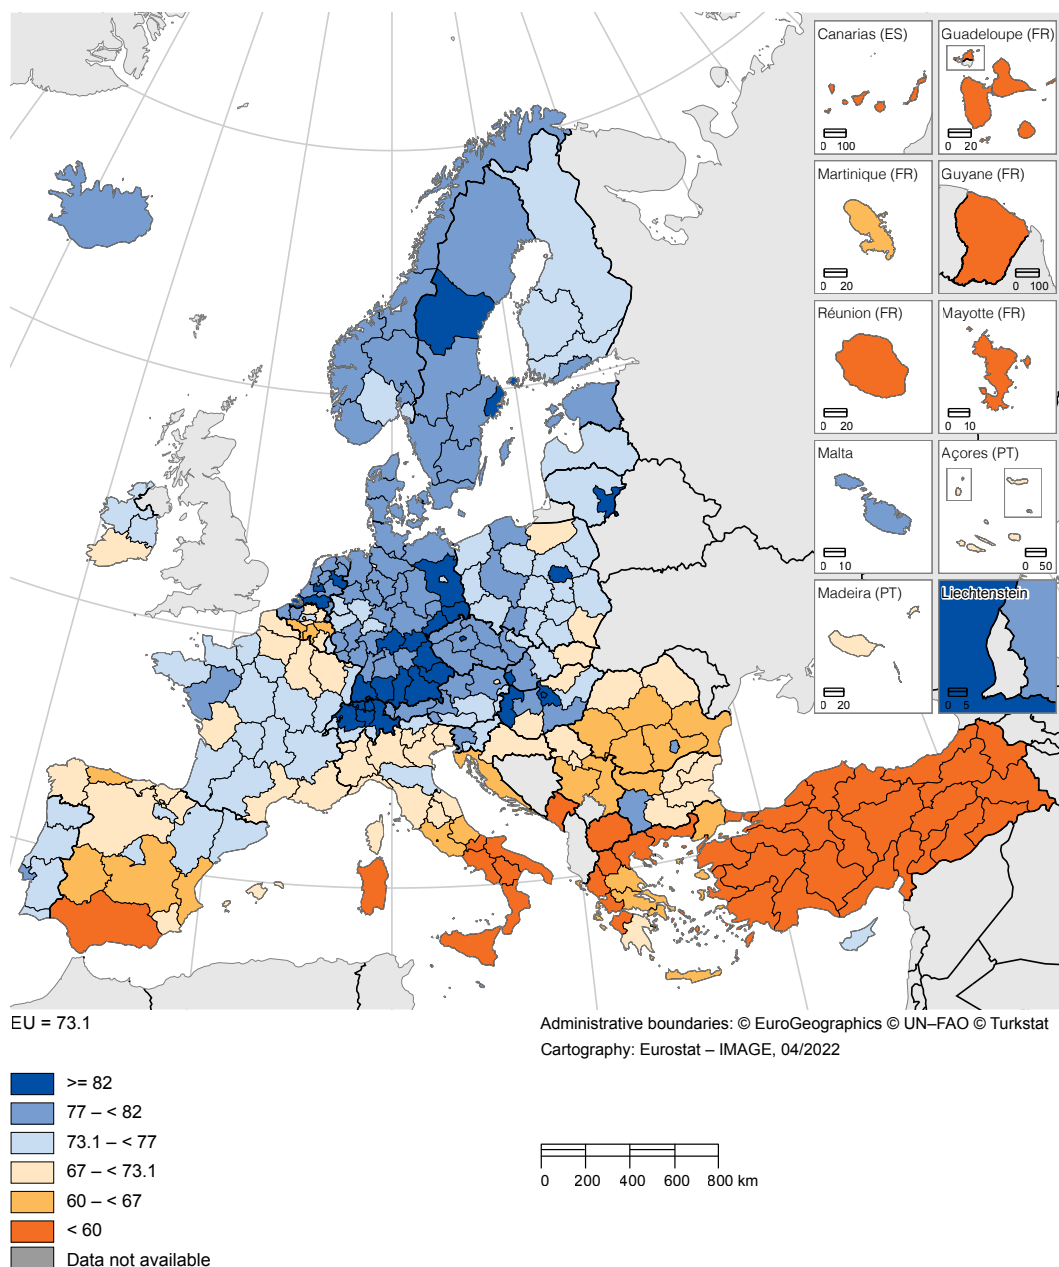 Canarias (ES)
0 100
Guadeloupe (FR)
0 20
Martinique (FR)
0 20
Guyane (FR)
0 100
Réunion (FR)
0 20
Mayotte (FR)
0 10
Malta
0 10
Açores (PT)
0 50
Madeira (PT)
0 20
Liechtenstein
0 5
EU = 73.1
Administrative boundaries: © EuroGeographics © UN–FAO © Turkstat
Cartography: Eurostat – IMAGE, 04/2022
>= 82
77 – < 82
73.1 – < 77
67 – < 73.1
60 – < 67
< 60
Data not available
0 200 400 600 800 km